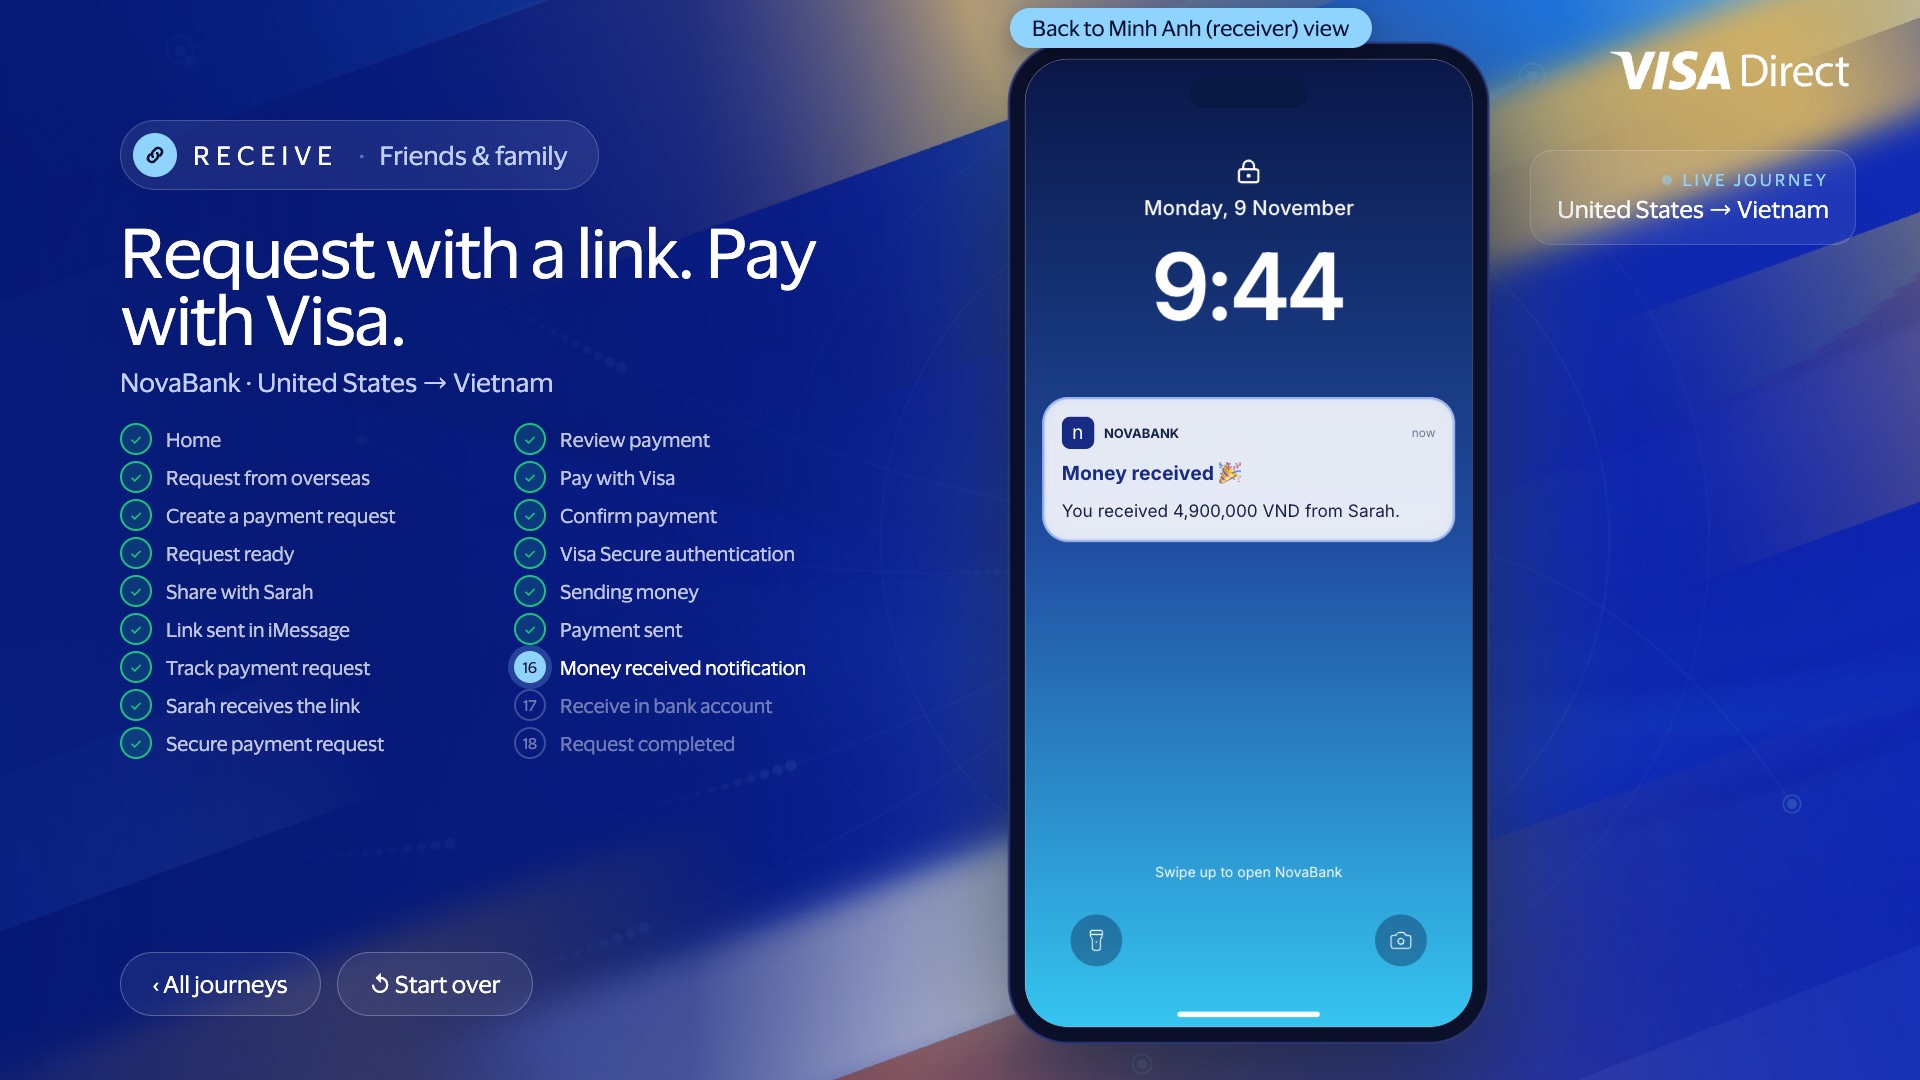 Back to Minh Anh (receiver) view
VISA Direct
RECEIVE · Friends & family
LIVE JOURNEY
United States → Vietnam
Request with a link. Pay
with Visa.
NovaBank · United States → Vietnam
Home
Request from overseas
Create a payment request
Request ready
Share with Sarah
Link sent in iMessage
Track payment request
Sarah receives the link
Secure payment request
Review payment
Pay with Visa
Confirm payment
Visa Secure authentication
Sending money
Payment sent
16 Money received notification
17 Receive in bank account
18 Request completed
‹ All journeys
Start over
Monday, 9 November
9:44
n NOVABANK now
Money received 🎉
You received 4,900,000 VND from Sarah.
Swipe up to open NovaBank